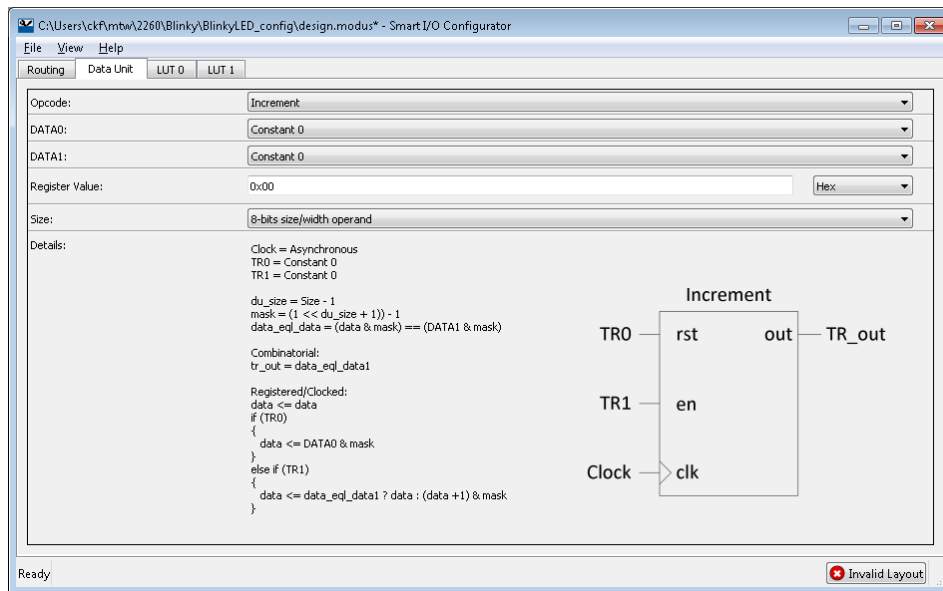 C:\Users\ckf\mtw\2260\Blinky\BlinkyLED_config\design.modus* - Smart I/O Configurator
File View Help
Routing Data Unit LUT 0 LUT 1
Opcode: Increment
DATA0: Constant 0
DATA1: Constant 0
Register Value: 0x00 Hex
Size: 8-bits size/width operand
Details:
Clock = Asynchronous
TR0 = Constant 0
TR1 = Constant 0
du_size = Size - 1
mask = (1 << du_size + 1)) - 1
data_eql_data = (data & mask) == (DATA1 & mask)
Combinatorial:
tr_out = data_eql_data1
Registered/Clocked:
data <= data
if (TR0)
{
data <= DATA0 & mask
}
else if (TR1)
{
data <= data_eql_data1 ? data : (data +1) & mask
}
Increment
TR0 rst out TR_out
TR1 en
Clock clk
Ready Invalid Layout